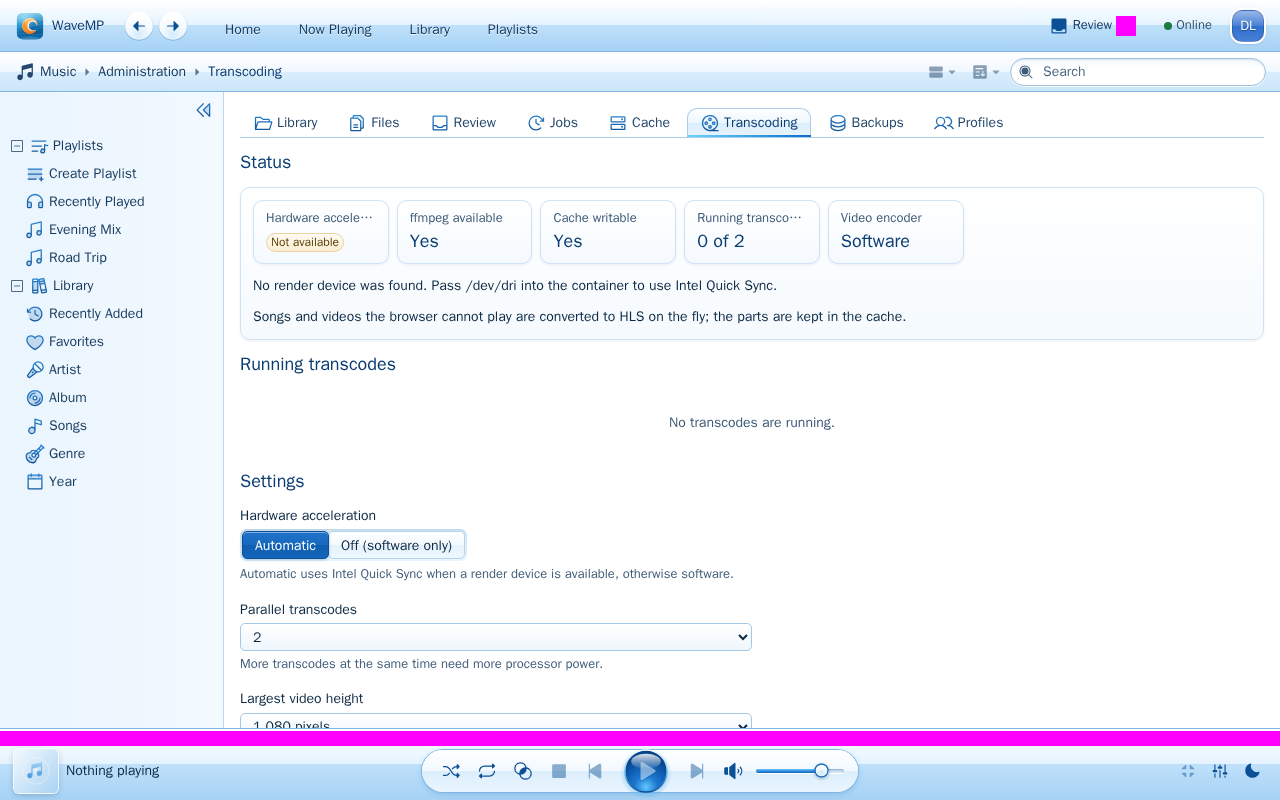 WaveMP
Home
Now Playing
Library
Playlists
Review
Online
DL
Music
Administration
Transcoding
Search
Library
Files
Review
Jobs
Cache
Transcoding
Backups
Profiles
Playlists
Create Playlist
Recently Played
Evening Mix
Road Trip
Library
Recently Added
Favorites
Artist
Album
Songs
Genre
Year
Status
Hardware accele···
Not available
ffmpeg available
Yes
Cache writable
Yes
Running transco···
0 of 2
Video encoder
Software
No render device was found. Pass /dev/dri into the container to use Intel Quick Sync.
Songs and videos the browser cannot play are converted to HLS on the fly; the parts are kept in the cache.
Running transcodes
No transcodes are running.
Settings
Hardware acceleration
Automatic
Off (software only)
Automatic uses Intel Quick Sync when a render device is available, otherwise software.
Parallel transcodes
2
More transcodes at the same time need more processor power.
Largest video height
1,080 pixels
Nothing playing